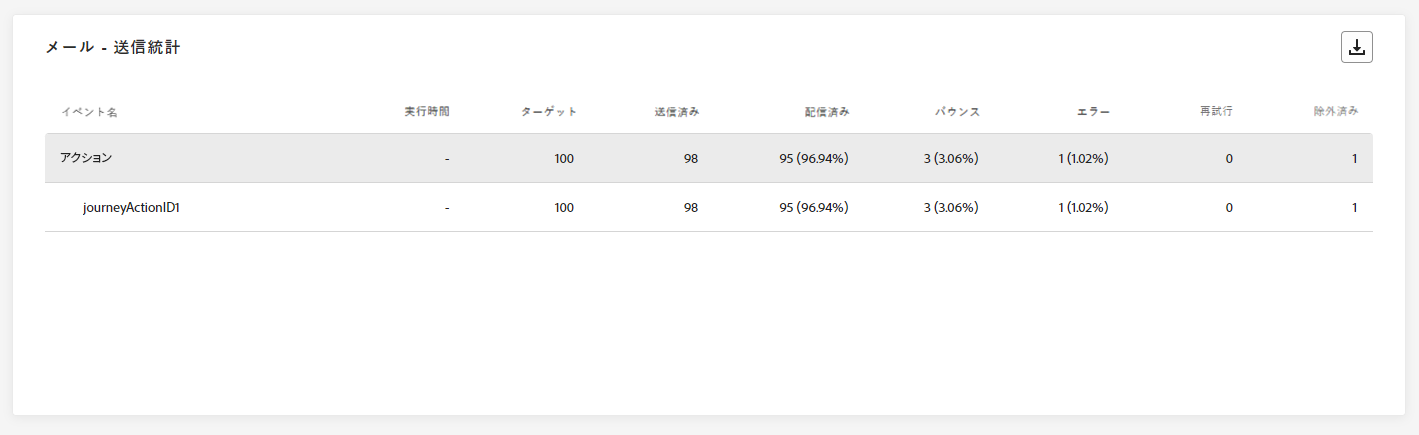 メール - 送信統計
イベント名 実行時間 ターゲット 送信済み 配信済み バウンス エラー 再試行 除外済み
アクション - 100 98 95 (96.94%) 3 (3.06%) 1 (1.02%) 0 1
journeyActionID1 - 100 98 95 (96.94%) 3 (3.06%) 1 (1.02%) 0 1